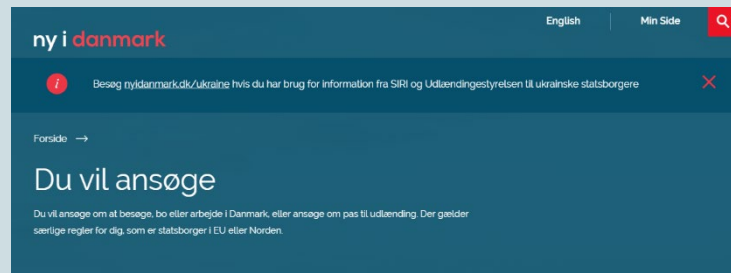 English
Min Side
ny i danmark
i
Besøg nyidanmark.dk/ukraine hvis du har brug for information fra SIRI og Udlændingestyrelsen til ukrainske statsborgere
Forside →
Du vil ansøge
Du vil ansøge om at besøge, bo eller arbejde i Danmark, eller ansøge om pas til udlænding. Der gælder
særlige regler for dig, som er statsborger i EU eller Norden.